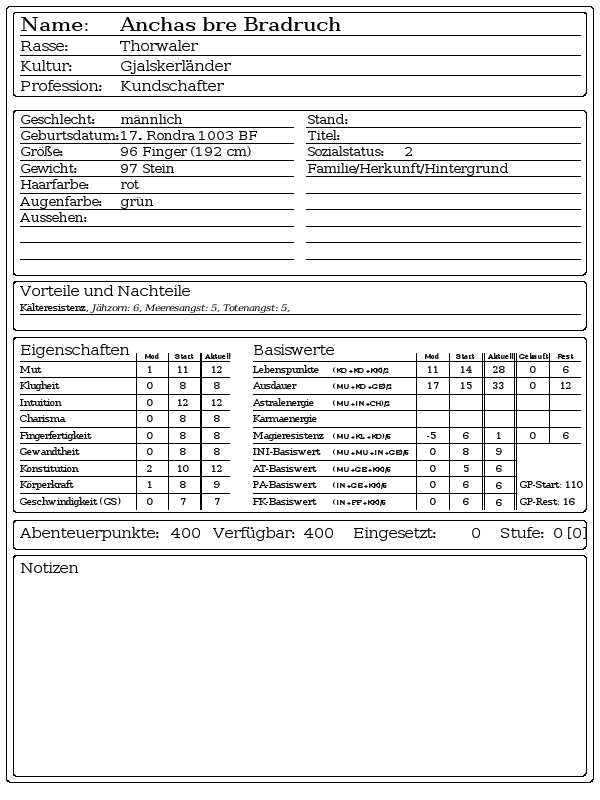 Name: Anchas bre Bradruch
Rasse: Thorwaler
Kultur: Gjalskerländer
Profession: Kundschafter
Geschlecht: männlich Stand:
Geburtsdatum: 17. Rondra 1003 BF Titel:
Größe: 96 Finger (192 cm) Sozialstatus: 2
Gewicht: 97 Stein Familie/Herkunft/Hintergrund
Haarfarbe: rot
Augenfarbe: grün
Aussehen:
Vorteile und Nachteile
Kälteresistenz, Jähzorn: 6, Meeresangst: 5, Totenangst: 5,
Eigenschaften Mod Start Aktuell Basiswerte Mod Start Aktuell Gekauft Rest
Mut 1 11 12 Lebenspunkte (KO+KO+KK)/2 11 14 28 0 6
Klugheit 0 8 8 Ausdauer (MU+KO+GE)/2 17 15 33 0 12
Intuition 0 12 12 Astralenergie (MU+IN+CH)/2
Charisma 0 8 8 Karmaenergie
Fingerfertigkeit 0 8 8 Magieresistenz (MU+KL+KO)/5 -5 6 1 0 6
Gewandtheit 0 8 8 INI-Basiswert (MU+MU+IN+GE)/5 0 8 9
Konstitution 2 10 12 AT-Basiswert (MU+GE+KK)/5 0 5 6
Körperkraft 1 8 9 PA-Basiswert (IN+GE+KK)/5 0 6 6 GP-Start: 110
Geschwindigkeit (GS) 0 7 7 FK-Basiswert (IN+FF+KK)/5 0 6 6 GP-Rest: 16
Abenteuerpunkte: 400 Verfügbar: 400 Eingesetzt: 0 Stufe: 0 [0]
Notizen